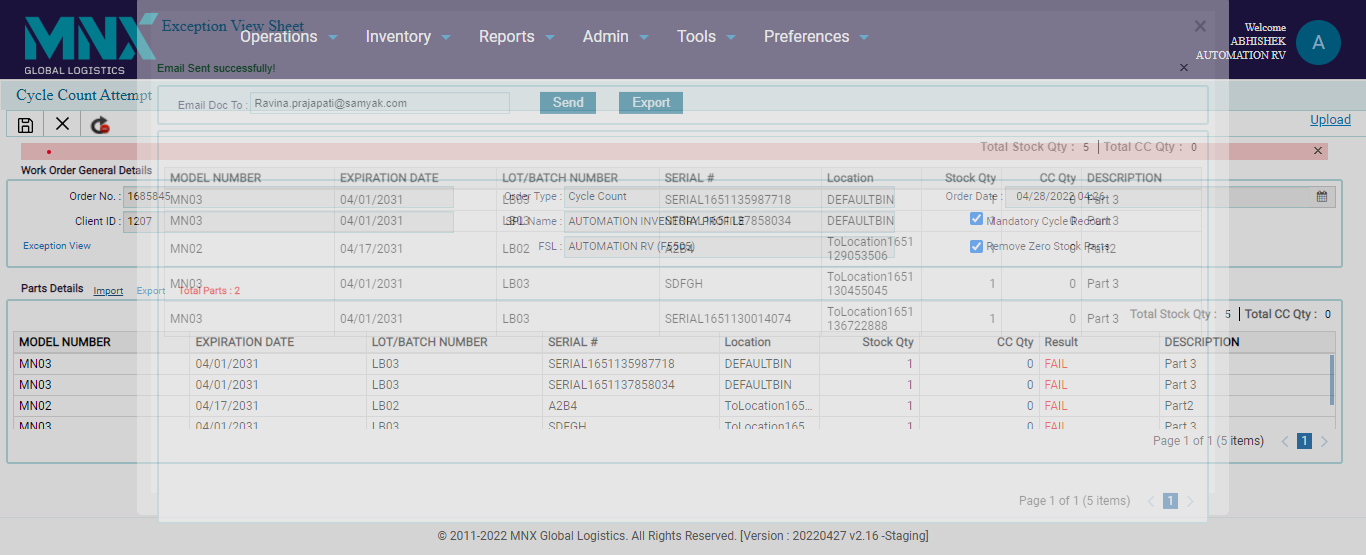 MNX
GLOBAL LOGISTICS
Operations Inventory Reports Admin Tools Preferences
Welcome
ABHISHEK
AUTOMATION RV
A
Exception View Sheet
Email Sent successfully!
Email Doc To : Ravina.prajapati@samyak.com Send Export
Total Stock Qty : 5 Total CC Qty : 0
MODEL NUMBER EXPIRATION DATE LOT/BATCH NUMBER SERIAL # Location Stock Qty CC Qty DESCRIPTION
MN03 04/01/2031 LB03 SERIAL1651135987718 DEFAULTBIN 1 0 Part 3
MN03 04/01/2031 LB03 SERIAL1651137858034 DEFAULTBIN 1 0 Part 3
MN02 04/17/2031 LB02 A2B4 ToLocation1651129053506 1 0 Part2
MN03 04/01/2031 LB03 SDFGH ToLocation1651130455045 1 0 Part 3
MN03 04/01/2031 LB03 SERIAL1651130014074 ToLocation1651136722888 1 0 Part 3
Page 1 of 1 (5 items) 1
Cycle Count Attempt
Upload
Work Order General Details
Order No. : 1685845 Order Type : Cycle Count Order Date : 04/28/2022 04:26
Client ID : 1207 SPL Name : AUTOMATION INVENTORY PROFILE Mandatory Cycle Recount
Exception View FSL : AUTOMATION RV (F5505) Remove Zero Stock Parts
Parts Details Import Export Total Parts : 2
Total Stock Qty : 5 Total CC Qty : 0
MODEL NUMBER EXPIRATION DATE LOT/BATCH NUMBER SERIAL # Location Stock Qty CC Qty Result DESCRIPTION
MN03 04/01/2031 LB03 SERIAL1651135987718 DEFAULTBIN 1 0 FAIL Part 3
MN03 04/01/2031 LB03 SERIAL1651137858034 DEFAULTBIN 1 0 FAIL Part 3
MN02 04/17/2031 LB02 A2B4 ToLocation165... 1 0 FAIL Part2
MN03 04/01/2031 LB03 SDFGH ToLocation165... 1 0 FAIL Part 3
Page 1 of 1 (5 items) 1
© 2011-2022 MNX Global Logistics. All Rights Reserved. [Version : 20220427 v2.16 -Staging]